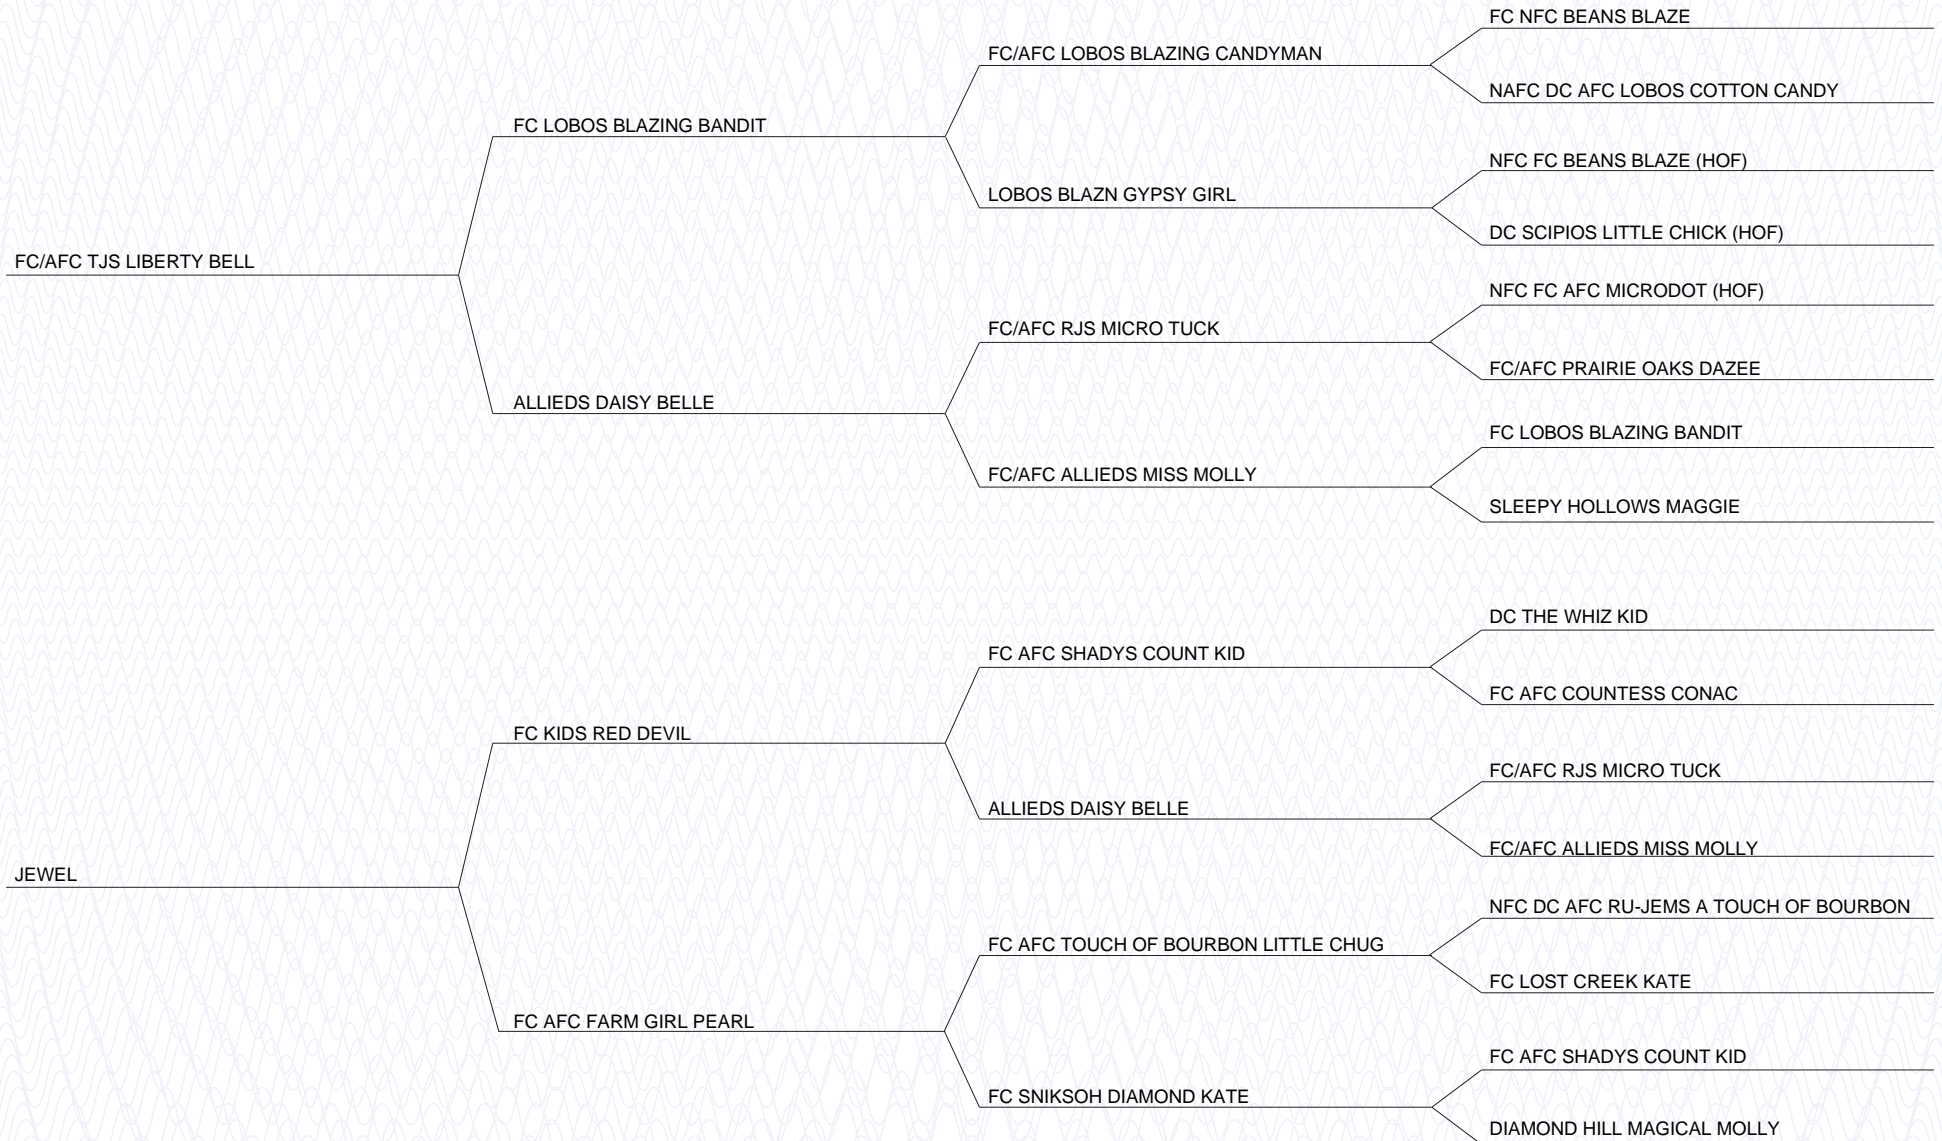 FC NFC BEANS BLAZE
FC/AFC LOBOS BLAZING CANDYMAN
NAFC DC AFC LOBOS COTTON CANDY
FC LOBOS BLAZING BANDIT
NFC FC BEANS BLAZE (HOF)
LOBOS BLAZN GYPSY GIRL
DC SCIPIOS LITTLE CHICK (HOF)
FC/AFC TJS LIBERTY BELL
NFC FC AFC MICRODOT (HOF)
FC/AFC RJS MICRO TUCK
FC/AFC PRAIRIE OAKS DAZEE
ALLIEDS DAISY BELLE
FC LOBOS BLAZING BANDIT
FC/AFC ALLIEDS MISS MOLLY
SLEEPY HOLLOWS MAGGIE
DC THE WHIZ KID
FC AFC SHADYS COUNT KID
FC AFC COUNTESS CONAC
FC KIDS RED DEVIL
FC/AFC RJS MICRO TUCK
ALLIEDS DAISY BELLE
FC/AFC ALLIEDS MISS MOLLY
JEWEL
NFC DC AFC RU-JEMS A TOUCH OF BOURBON
FC AFC TOUCH OF BOURBON LITTLE CHUG
FC LOST CREEK KATE
FC AFC FARM GIRL PEARL
FC AFC SHADYS COUNT KID
FC SNIKSOH DIAMOND KATE
DIAMOND HILL MAGICAL MOLLY